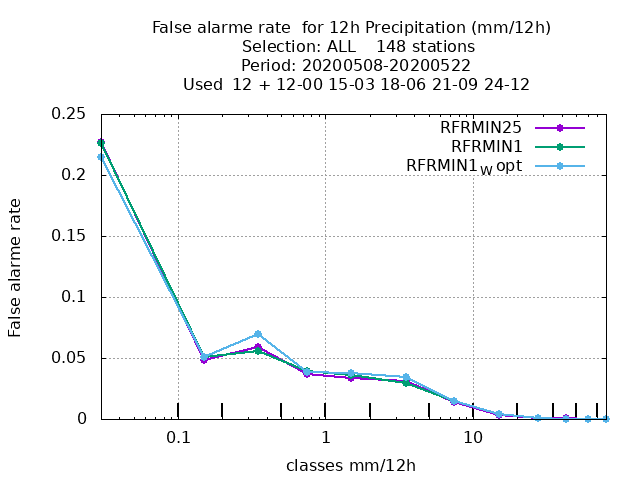 False alarme rate  for 12h Precipitation (mm/12h)
Selection: ALL    148 stations
Period: 20200508-20200522
Used  12 + 12-00 15-03 18-06 21-09 24-12
0.25
RFRMIN25
RFRMIN1
RFRMIN1w opt
0.2
0.15
0.1
0.05
0
False alarme rate
0.1
1
10
classes mm/12h